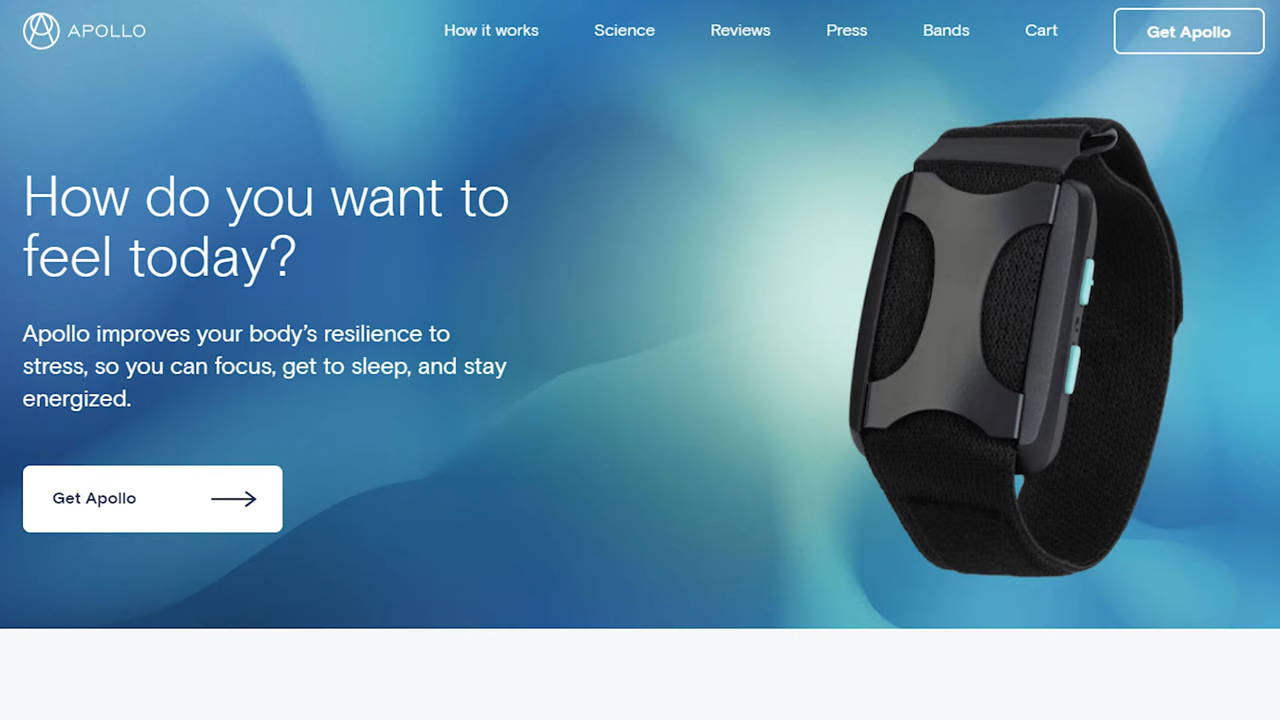 APOLLO
How it works
Science
Reviews
Press
Bands
Cart
Get Apollo
How do you want to
feel today?
Apollo improves your body’s resilience to
stress, so you can focus, get to sleep, and stay
energized.
Get Apollo